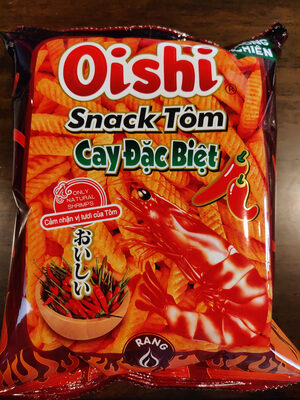 Oishi®
CHIÊN
Snack Tôm
Cay Đặc Biệt
ONLY
NATURAL
SHRIMPS
Cảm nhận vị tươi của Tôm
おいしい
RANG